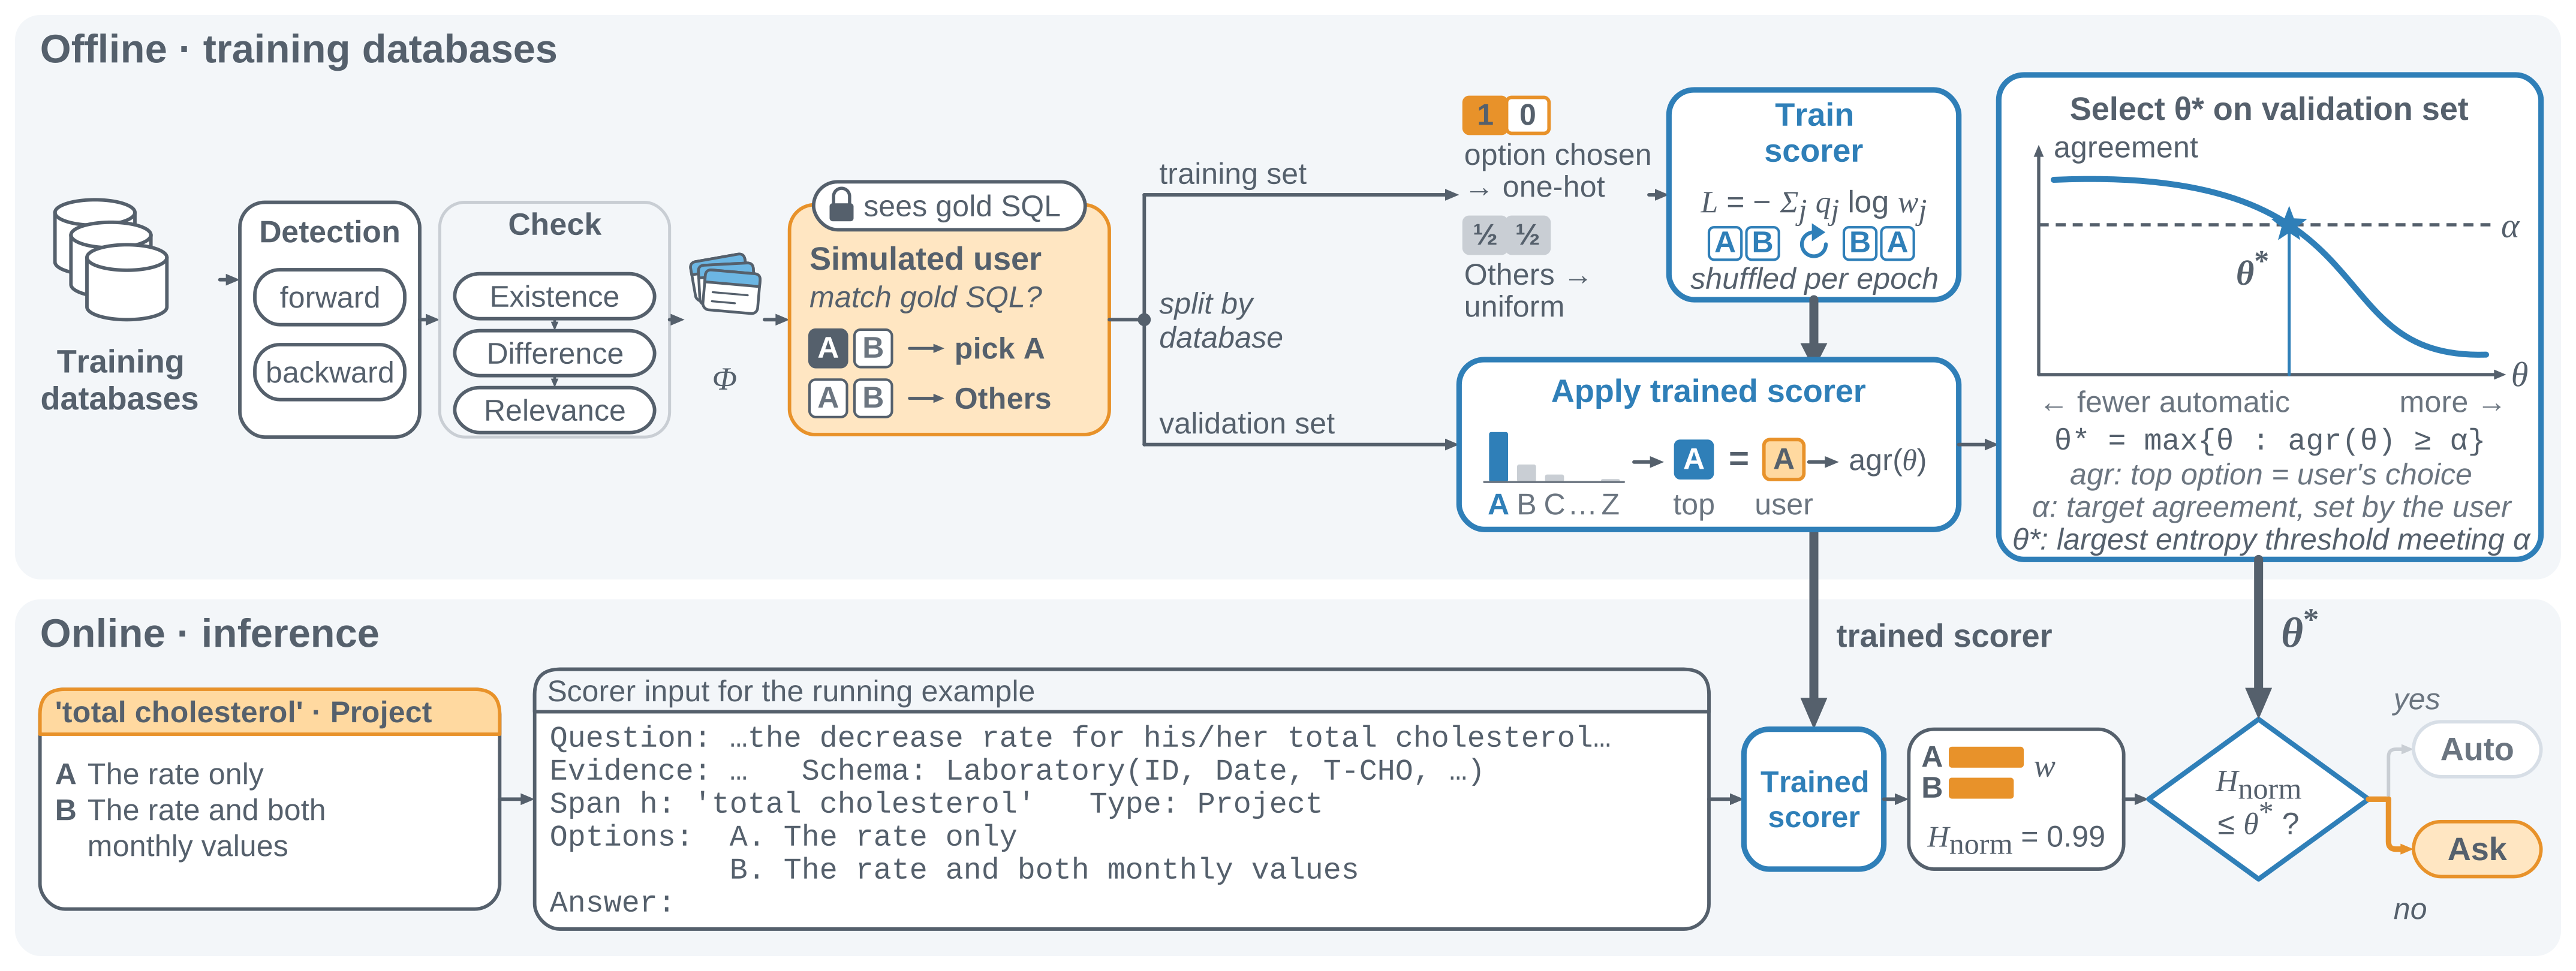 Offline · training databases
Training
databases
Detection
forward
backward
Check
Existence
Difference
Relevance
Φ
sees gold SQL
Simulated user
match gold SQL?
A B → pick A
A B → Others
training set
split by
database
validation set
1 0
option chosen
→ one-hot
½ ½
Others →
uniform
Train
scorer
L = − Σj qj log wj
A B B A
shuffled per epoch
Apply trained scorer
A = A → agr(θ)
A B C … Z top user
Select θ* on validation set
agreement
α
θ*
θ
← fewer automatic more →
θ* = max{θ : agr(θ) ≥ α}
agr: top option = user's choice
α: target agreement, set by the user
θ*: largest entropy threshold meeting α
Online · inference
trained scorer
θ*
'total cholesterol' · Project
A The rate only
B The rate and both
monthly values
Scorer input for the running example
Question: …the decrease rate for his/her total cholesterol…
Evidence: … Schema: Laboratory(ID, Date, T-CHO, …)
Span h: 'total cholesterol' Type: Project
Options: A. The rate only
B. The rate and both monthly values
Answer:
Trained
scorer
A
B
w
Hnorm = 0.99
Hnorm
≤ θ* ?
yes
Auto
Ask
no